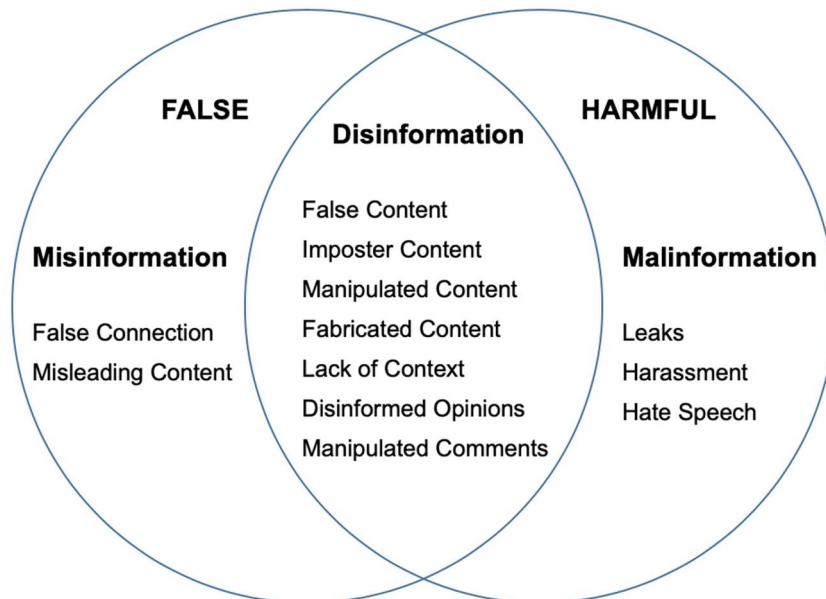 FALSE
HARMFUL
Disinformation
False Content
Imposter Content
Manipulated Content
Fabricated Content
Lack of Context
Disinformed Opinions
Manipulated Comments
Misinformation
False Connection
Misleading Content
Malinformation
Leaks
Harassment
Hate Speech